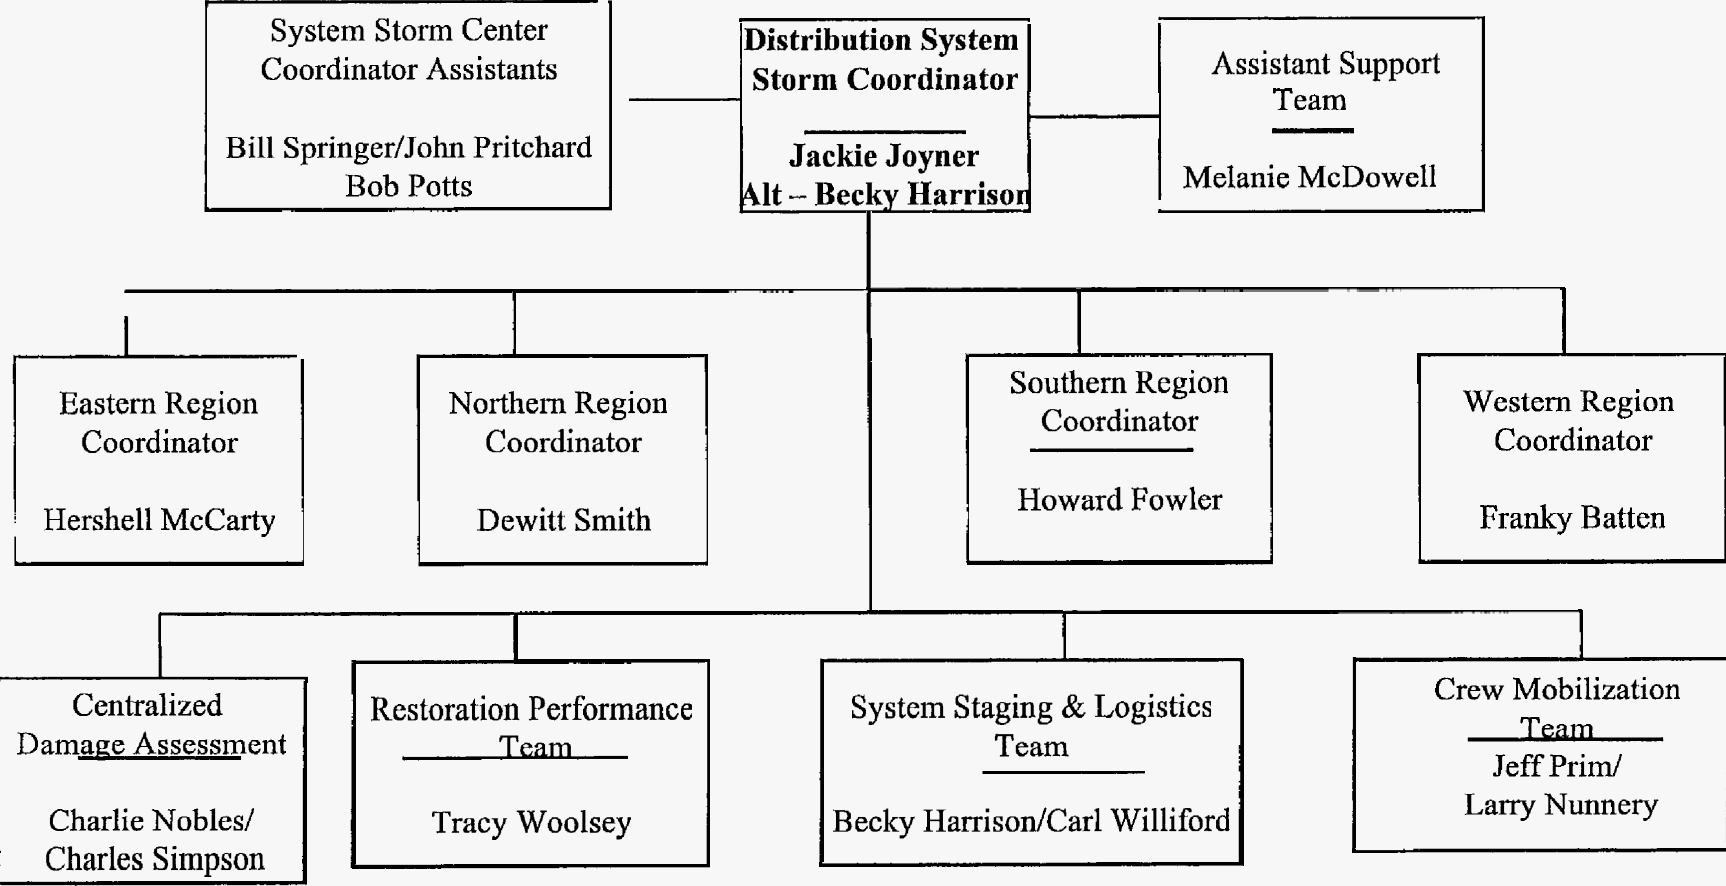 System Storm Center
Coordinator Assistants
Bill Springer/John Pritchard
Bob Potts
Distribution System
Storm Coordinator
Jackie Joyner
Alt – Becky Harrison
Assistant Support
Team
Melanie McDowell
Eastern Region
Coordinator
Hershell McCarty
Northern Region
Coordinator
Dewitt Smith
Southern Region
Coordinator
Howard Fowler
Western Region
Coordinator
Franky Batten
Centralized
Damage Assessment
Charlie Nobles/
Charles Simpson
Restoration Performance
Team
Tracy Woolsey
System Staging & Logistics
Team
Becky Harrison/Carl Williford
Crew Mobilization
Team
Jeff Prim/
Larry Nunnery